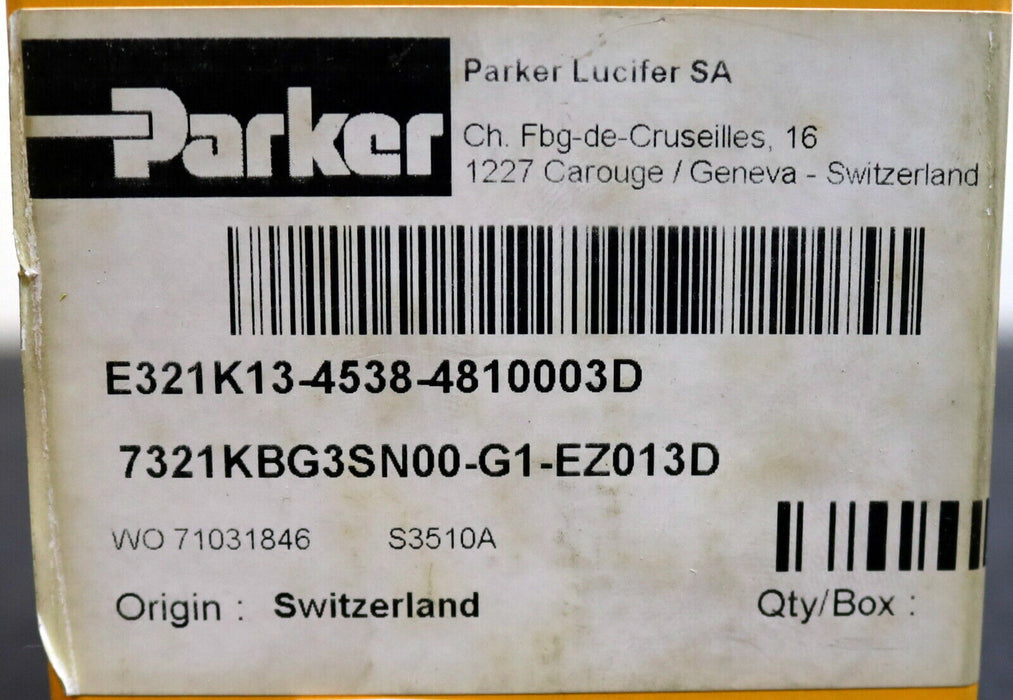 Parker
Parker Lucifer SA
Ch. Fbg-de-Cruseilles, 16
1227 Carouge / Geneva - Switzerland
E321K13-4538-4810003D
7321KBG3SN00-G1-EZ013D
WO 71031846 S3510A
Origin : Switzerland
Qty/Box :